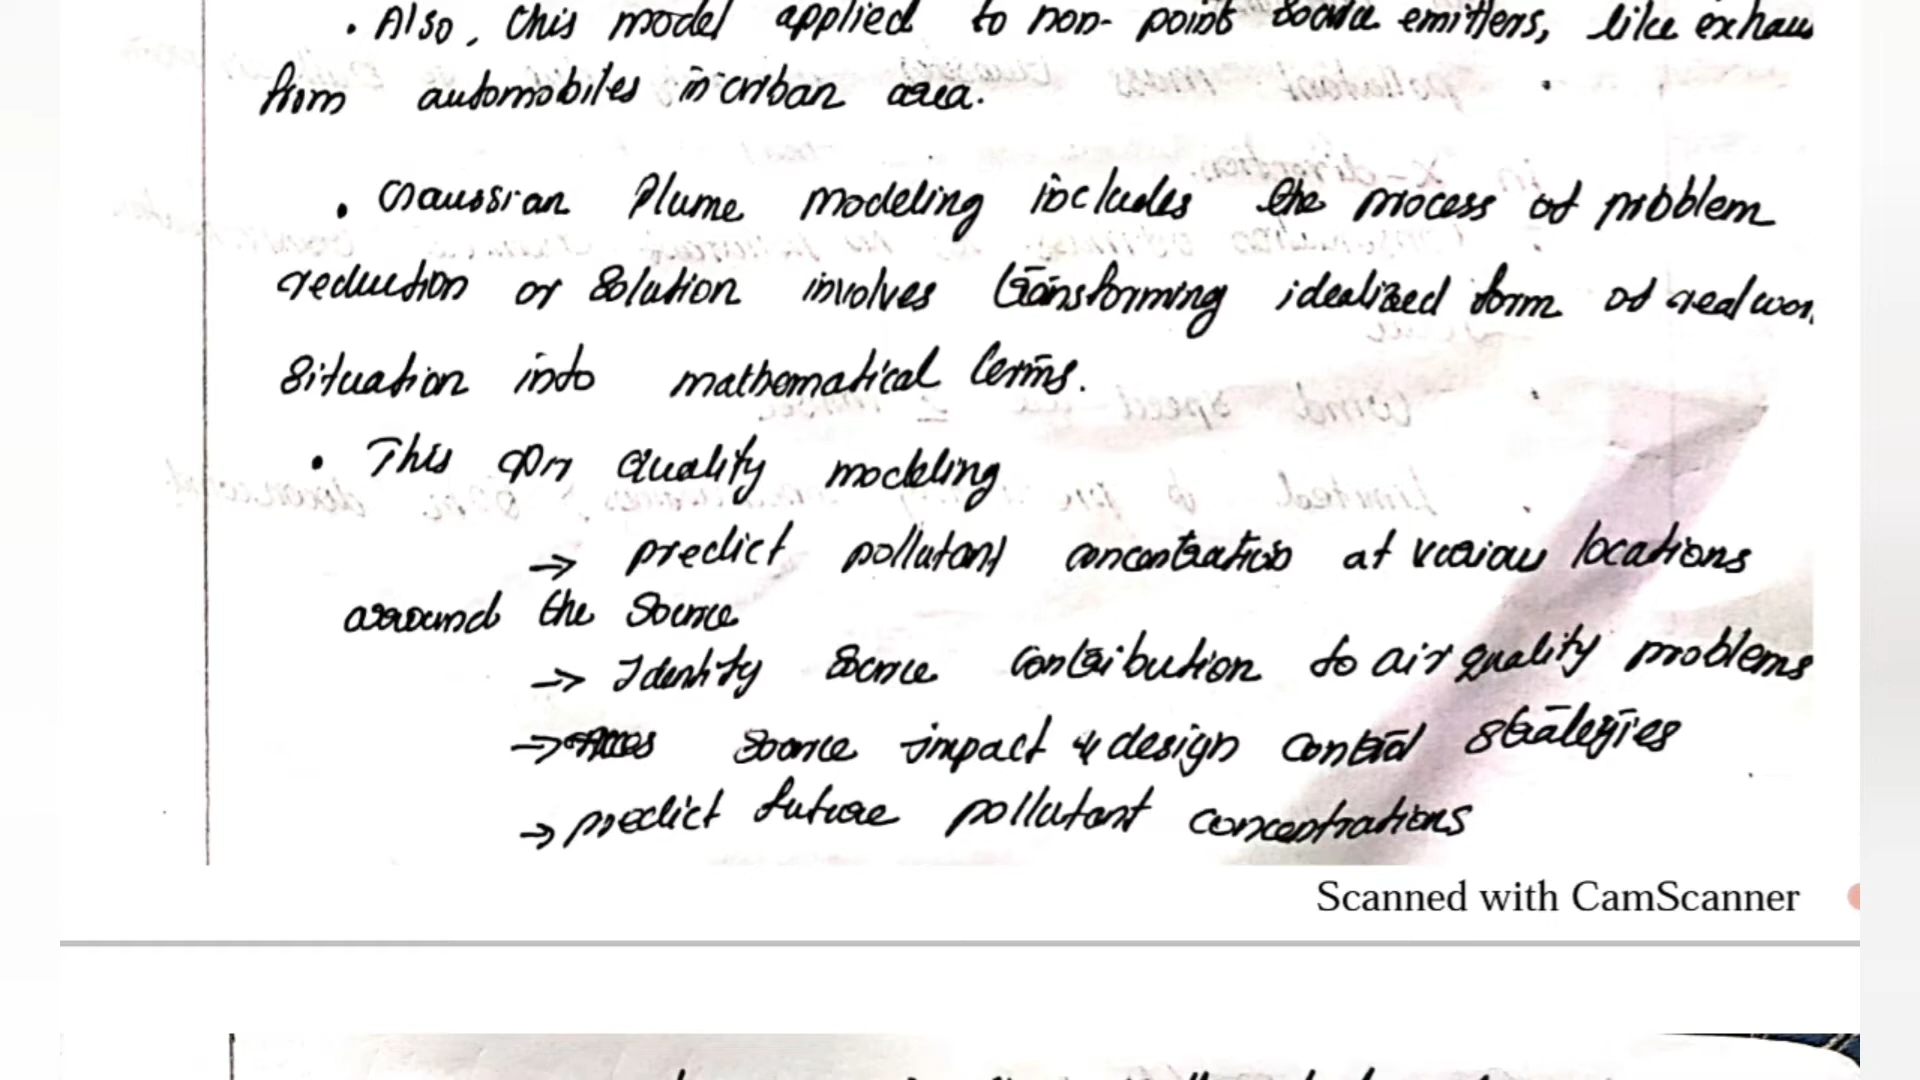 . Also, this model applied to non-point source emitters, like exhaus
from automobiles in urban area.
. Gaussian Plume modeling includes the process of problem
reduction or solution involves transforming idealized form of real wor
situation into mathematical terms.
. This air quality modeling
→ predict pollutant concentration at various locations
around the source
→ Identify source contribution to air quality problems
→ source impact & design control strategies
→ predict future pollutant concentrations
Scanned with CamScanner